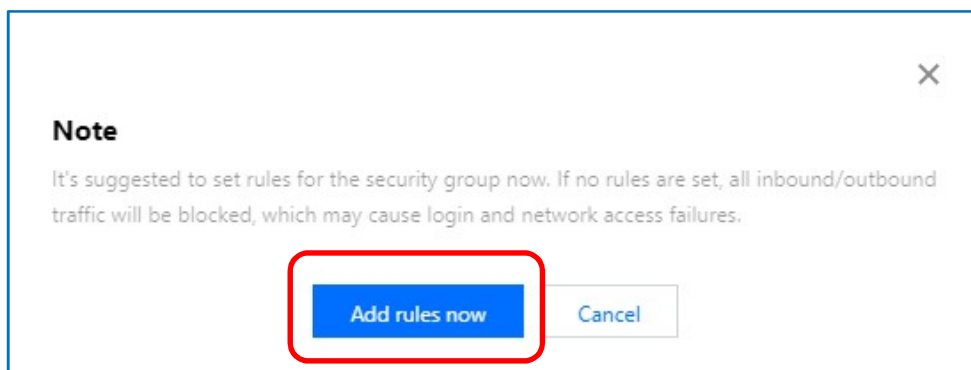 Note
It's suggested to set rules for the security group now. If no rules are set, all inbound/outbound
traffic will be blocked, which may cause login and network access failures.
Add rules now
Cancel